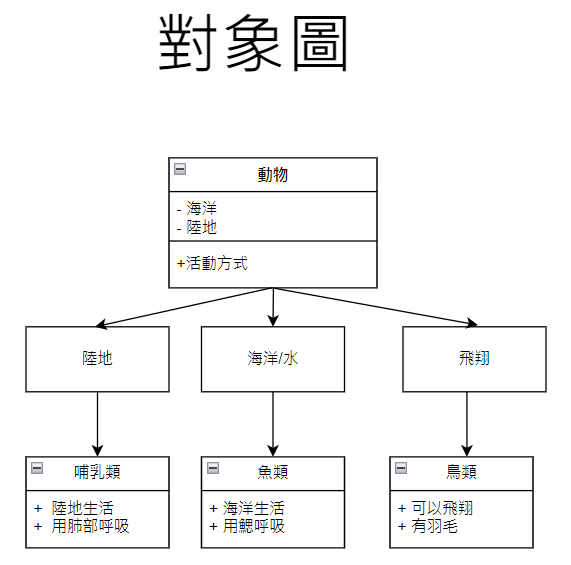 對象圖
動物
- 海洋
- 陸地
+活動方式
陸地
海洋/水
飛翔
哺乳類
+ 陸地生活
+ 用肺部呼吸
魚類
+ 海洋生活
+ 用鰓呼吸
鳥類
+ 可以飛翔
+ 有羽毛